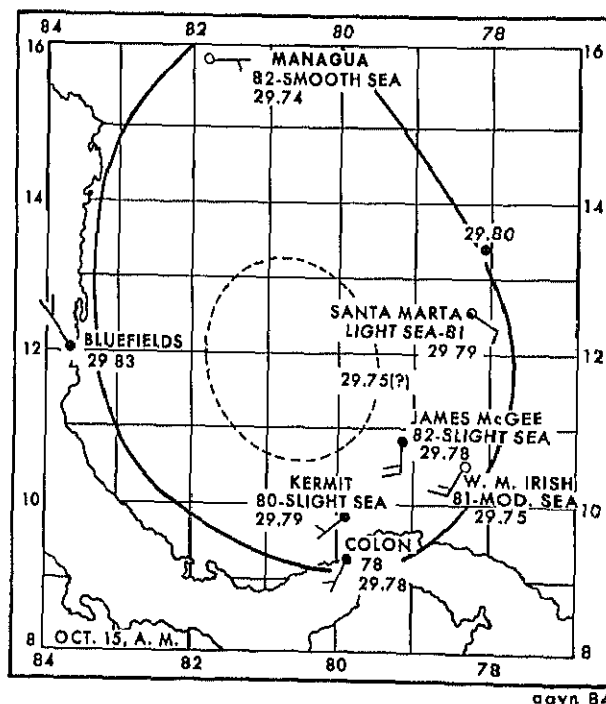 84 82 80 78
16
MANAGUA
82-SMOOTH SEA
29.74
16
14
14
29.80
SANTA MARTA
LIGHT SEA-81
29 79
BLUEFIELDS
29 83
12
12
29.75(?)
JAMES McGEE
82-SLIGHT SEA
29.78
KERMIT
80-SLIGHT SEA
29.79
W. M. IRISH
81-MOD. SEA
29.75
10
10
COLON
78
29.78
OCT. 15, A. M.
8
8
84 82 80 78